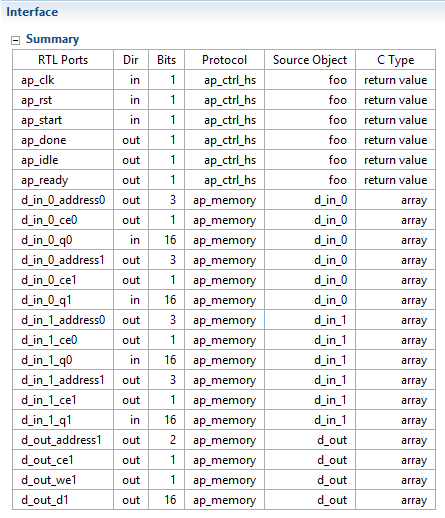 Interface
Summary
RTL Ports Dir Bits Protocol Source Object C Type
ap_clk in 1 ap_ctrl_hs foo return value
ap_rst in 1 ap_ctrl_hs foo return value
ap_start in 1 ap_ctrl_hs foo return value
ap_done out 1 ap_ctrl_hs foo return value
ap_idle out 1 ap_ctrl_hs foo return value
ap_ready out 1 ap_ctrl_hs foo return value
d_in_0_address0 out 3 ap_memory d_in_0 array
d_in_0_ce0 out 1 ap_memory d_in_0 array
d_in_0_q0 in 16 ap_memory d_in_0 array
d_in_0_address1 out 3 ap_memory d_in_0 array
d_in_0_ce1 out 1 ap_memory d_in_0 array
d_in_0_q1 in 16 ap_memory d_in_0 array
d_in_1_address0 out 3 ap_memory d_in_1 array
d_in_1_ce0 out 1 ap_memory d_in_1 array
d_in_1_q0 in 16 ap_memory d_in_1 array
d_in_1_address1 out 3 ap_memory d_in_1 array
d_in_1_ce1 out 1 ap_memory d_in_1 array
d_in_1_q1 in 16 ap_memory d_in_1 array
d_out_address1 out 2 ap_memory d_out array
d_out_ce1 out 1 ap_memory d_out array
d_out_we1 out 1 ap_memory d_out array
d_out_d1 out 16 ap_memory d_out array